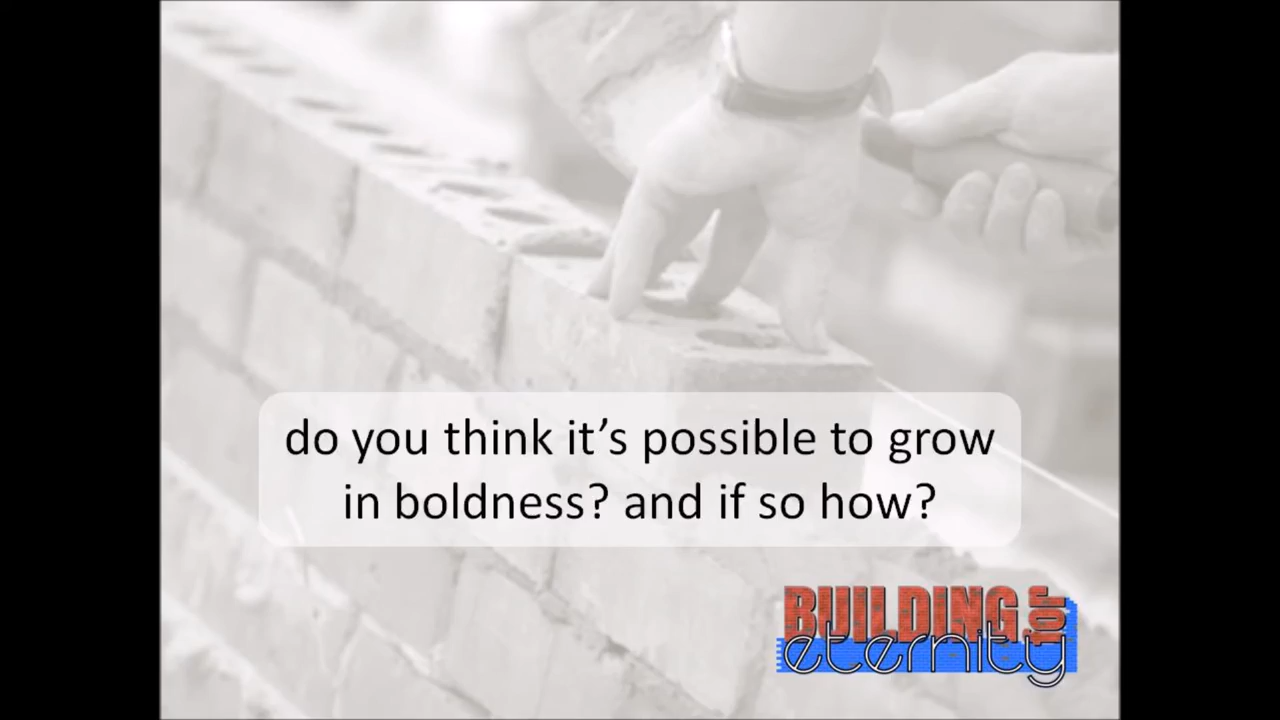 do you think it’s possible to grow
in boldness? and if so how?
BUILDING for
eternity